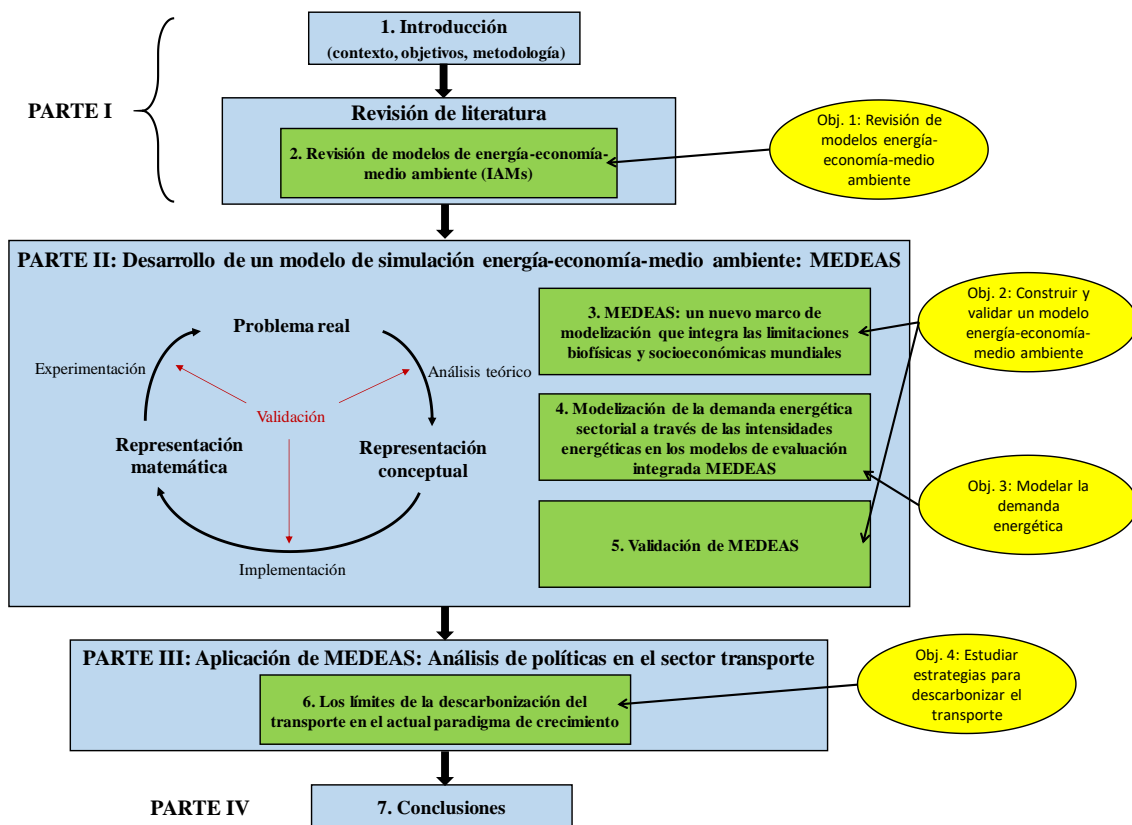 1. Introducción
(contexto, objetivos, metodología)
PARTE I
Revisión de literatura
2. Revisión de modelos de energía-economía-
medio ambiente (IAMs)
Obj. 1: Revisión de
modelos energía-
economía-medio
ambiente
PARTE II: Desarrollo de un modelo de simulación energía-economía-medio ambiente: MEDEAS
Problema real
Experimentación
Análisis teórico
Validación
Representación
matemática
Representación
conceptual
Implementación
3. MEDEAS: un nuevo marco de
modelización que integra las limitaciones
biofísicas y socioeconómicas mundiales
4. Modelización de la demanda energética
sectorial a través de las intensidades
energéticas en los modelos de evaluación
integrada MEDEAS
5. Validación de MEDEAS
Obj. 2: Construir y
validar un modelo
energía-economía-
medio ambiente
Obj. 3: Modelar la
demanda
energética
PARTE III: Aplicación de MEDEAS: Análisis de políticas en el sector transporte
6. Los límites de la descarbonización del
transporte en el actual paradigma de crecimiento
Obj. 4: Estudiar
estrategias para
descarbonizar el
transporte
PARTE IV
7. Conclusiones